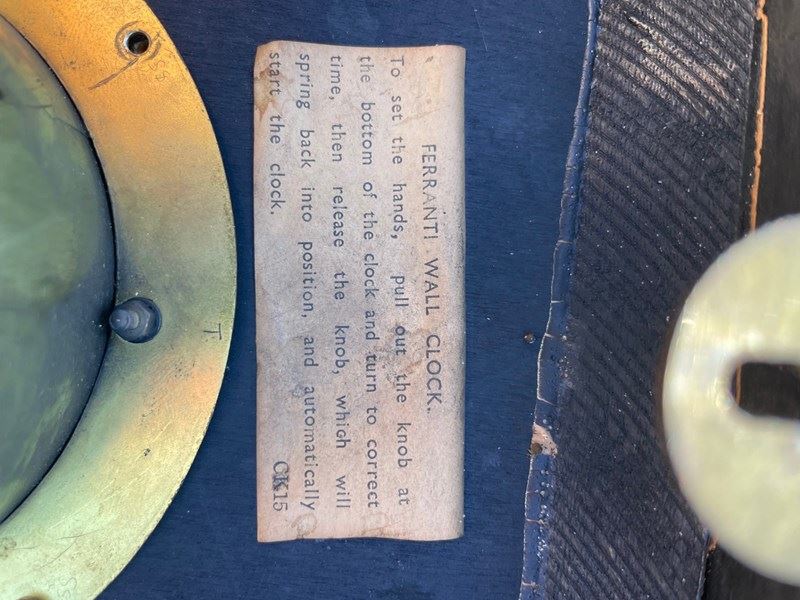 FERRANTI WALL CLOCK.
To set the hands, pull out the knob at
the bottom of the clock and turn to correct
time, then release the knob, which will
spring back into position, and automatically
start the clock.
CK15
T